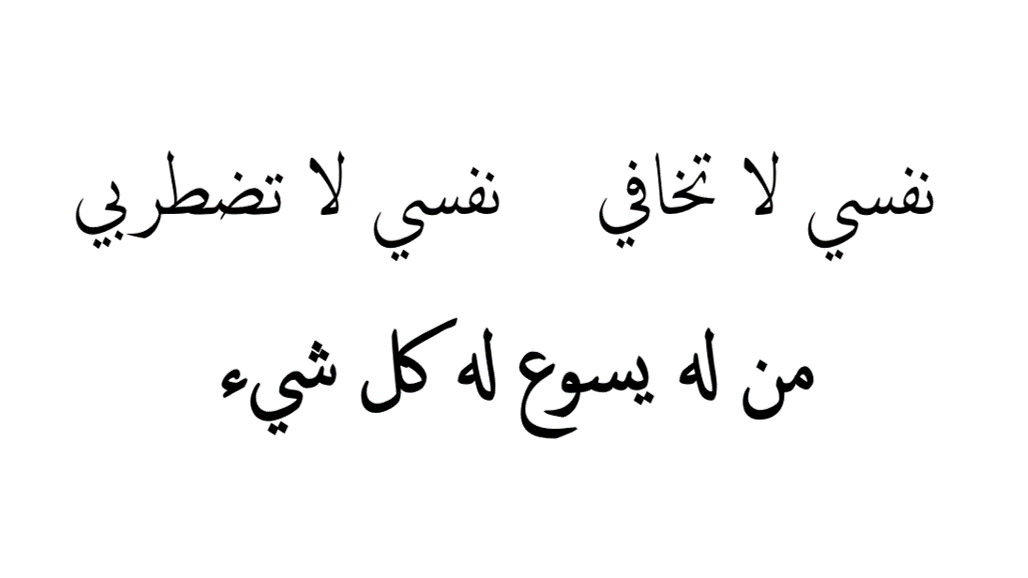 نفسي لا تخافي نفسي لا تضطربي
من له يسوع له كل شيء